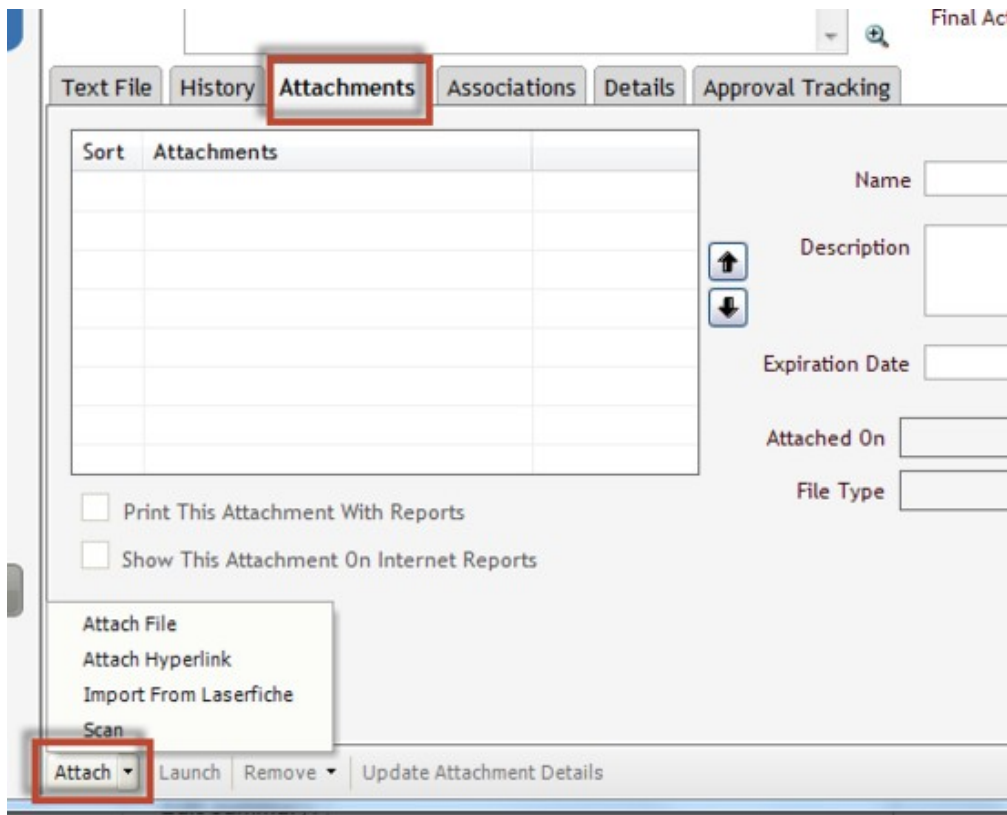 Final Ac
Text File History Attachments Associations Details Approval Tracking
Sort Attachments
Name
Description
Expiration Date
Attached On
File Type
Print This Attachment With Reports
Show This Attachment On Internet Reports
Attach File
Attach Hyperlink
Import From Laserfiche
Scan
Attach Launch Remove Update Attachment Details